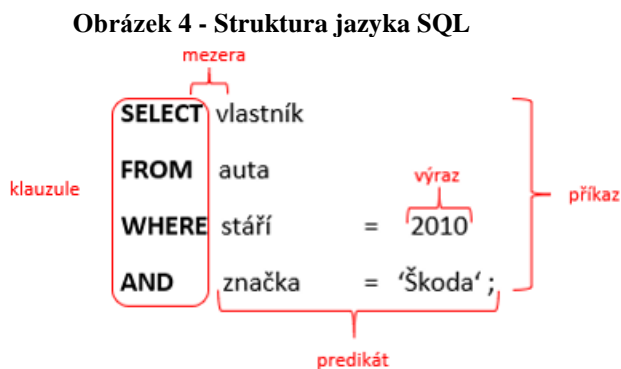 Obrázek 4 - Struktura jazyka SQL
mezera
SELECT vlastník
FROM auta
klauzule
výraz
příkaz
WHERE stáří = '2010'
AND značka = ‘Škoda‘ ;
predikát